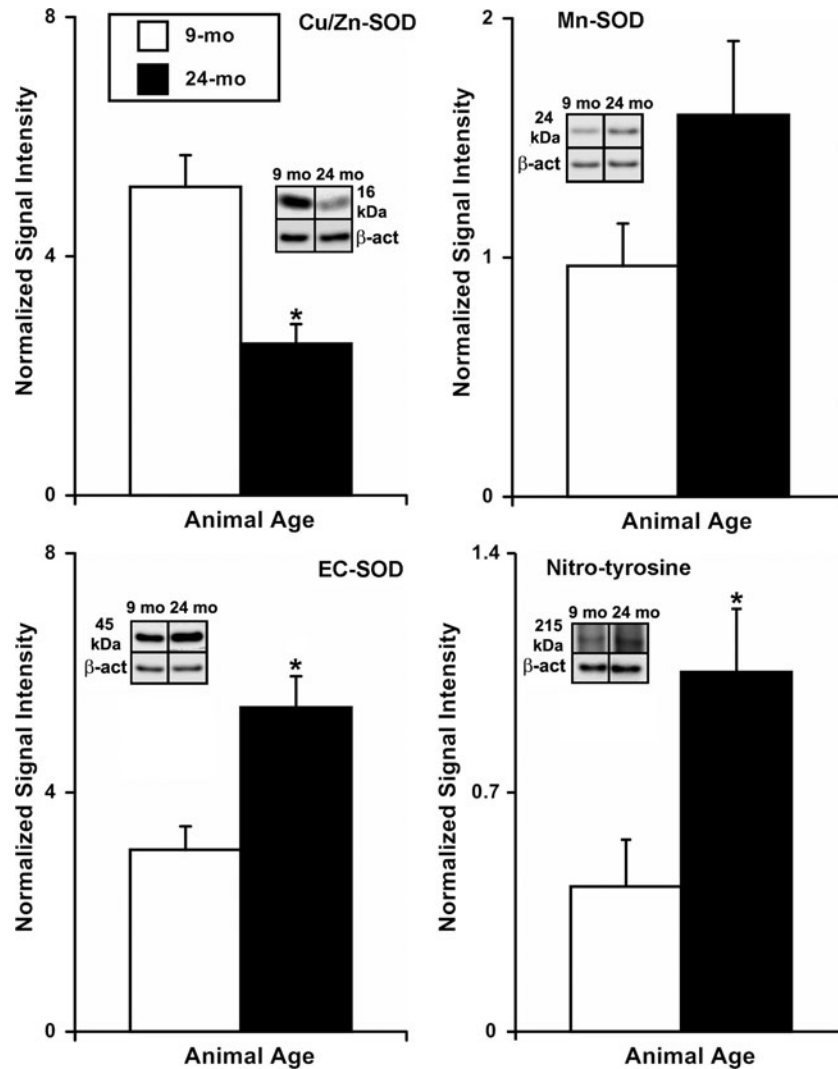 8
9-mo
24-mo
Cu/Zn-SOD
Normalized Signal Intensity
4
0
9 mo 24 mo
16
kDa
β-act
*
Animal Age
2
Mn-SOD
Normalized Signal Intensity
1
0
9 mo 24 mo
24
kDa
β-act
Animal Age
8
EC-SOD
Normalized Signal Intensity
4
0
9 mo 24 mo
45
kDa
β-act
*
Animal Age
1.4
Nitro-tyrosine
Normalized Signal Intensity
0.7
0
9 mo 24 mo
215
kDa
β-act
*
Animal Age